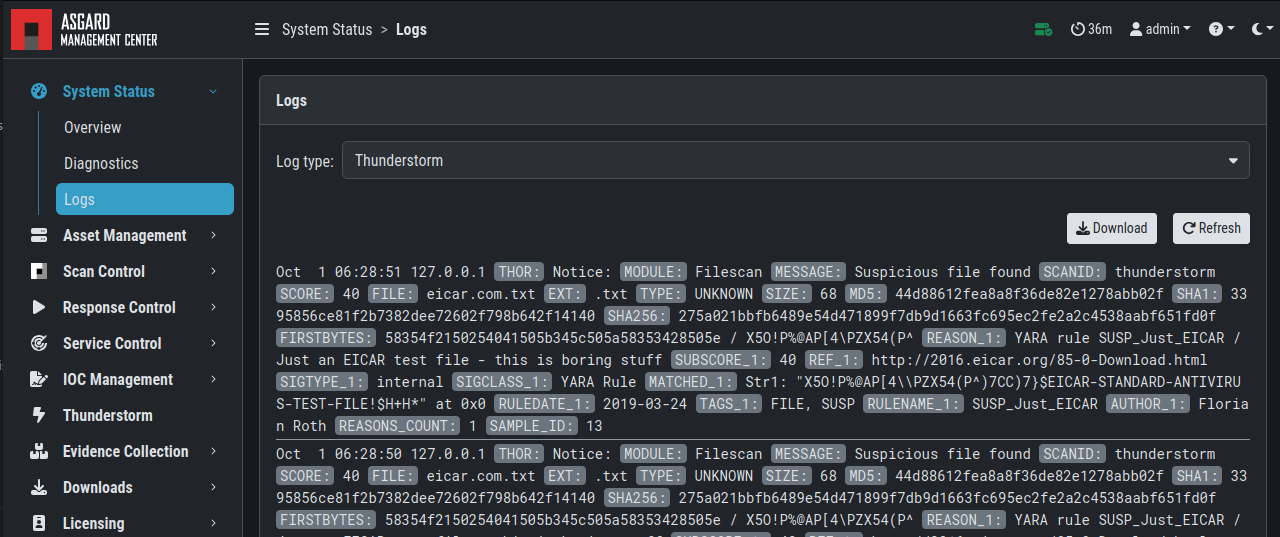 ASGARD
MANAGEMENT CENTER
System Status > Logs
36m
admin
System Status
Overview
Diagnostics
Logs
Asset Management
Scan Control
Response Control
Service Control
IOC Management
Thunderstorm
Evidence Collection
Downloads
Licensing
Logs
Log type: Thunderstorm
Download Refresh
Oct 1 06:28:51 127.0.0.1 THOR: Notice: MODULE: Filescan MESSAGE: Suspicious file found SCANID: thunderstorm
SCORE: 40 FILE: eicar.com.txt EXT: .txt TYPE: UNKNOWN SIZE: 68 MD5: 44d88612fea8a8f36de82e1278abb02f SHA1: 33
95856ce81f2b7382dee72602f798b642f14140 SHA256: 275a021bbfb6489e54d471899f7db9d1663fc695ec2fe2a2c4538aabf651fd0f
FIRSTBYTES: 58354f2150254041505b345c505a58353428505e / X5O!P%@AP[4\PZX54(P^ REASON_1: YARA rule SUSP_Just_EICAR /
Just an EICAR test file - this is boring stuff SUBSCORE_1: 40 REF_1: http://2016.eicar.org/85-0-Download.html
SIGTYPE_1: internal SIGCLASS_1: YARA Rule MATCHED_1: Str1: "X5O!P%@AP[4\\PZX54(P^)7CC)7}$EICAR-STANDARD-ANTIVIRU
S-TEST-FILE!$H+H*" at 0x0 RULEDATE_1: 2019-03-24 TAGS_1: FILE, SUSP RULENAME_1: SUSP_Just_EICAR AUTHOR_1: Floria
n Roth REASONS_COUNT: 1 SAMPLE_ID: 13
Oct 1 06:28:50 127.0.0.1 THOR: Notice: MODULE: Filescan MESSAGE: Suspicious file found SCANID: thunderstorm
SCORE: 40 FILE: eicar.com.txt EXT: .txt TYPE: UNKNOWN SIZE: 68 MD5: 44d88612fea8a8f36de82e1278abb02f SHA1: 33
95856ce81f2b7382dee72602f798b642f14140 SHA256: 275a021bbfb6489e54d471899f7db9d1663fc695ec2fe2a2c4538aabf651fd0f
FIRSTBYTES: 58354f2150254041505b345c505a58353428505e / X5O!P%@AP[4\PZX54(P^ REASON_1: YARA rule SUSP_Just_EICAR /